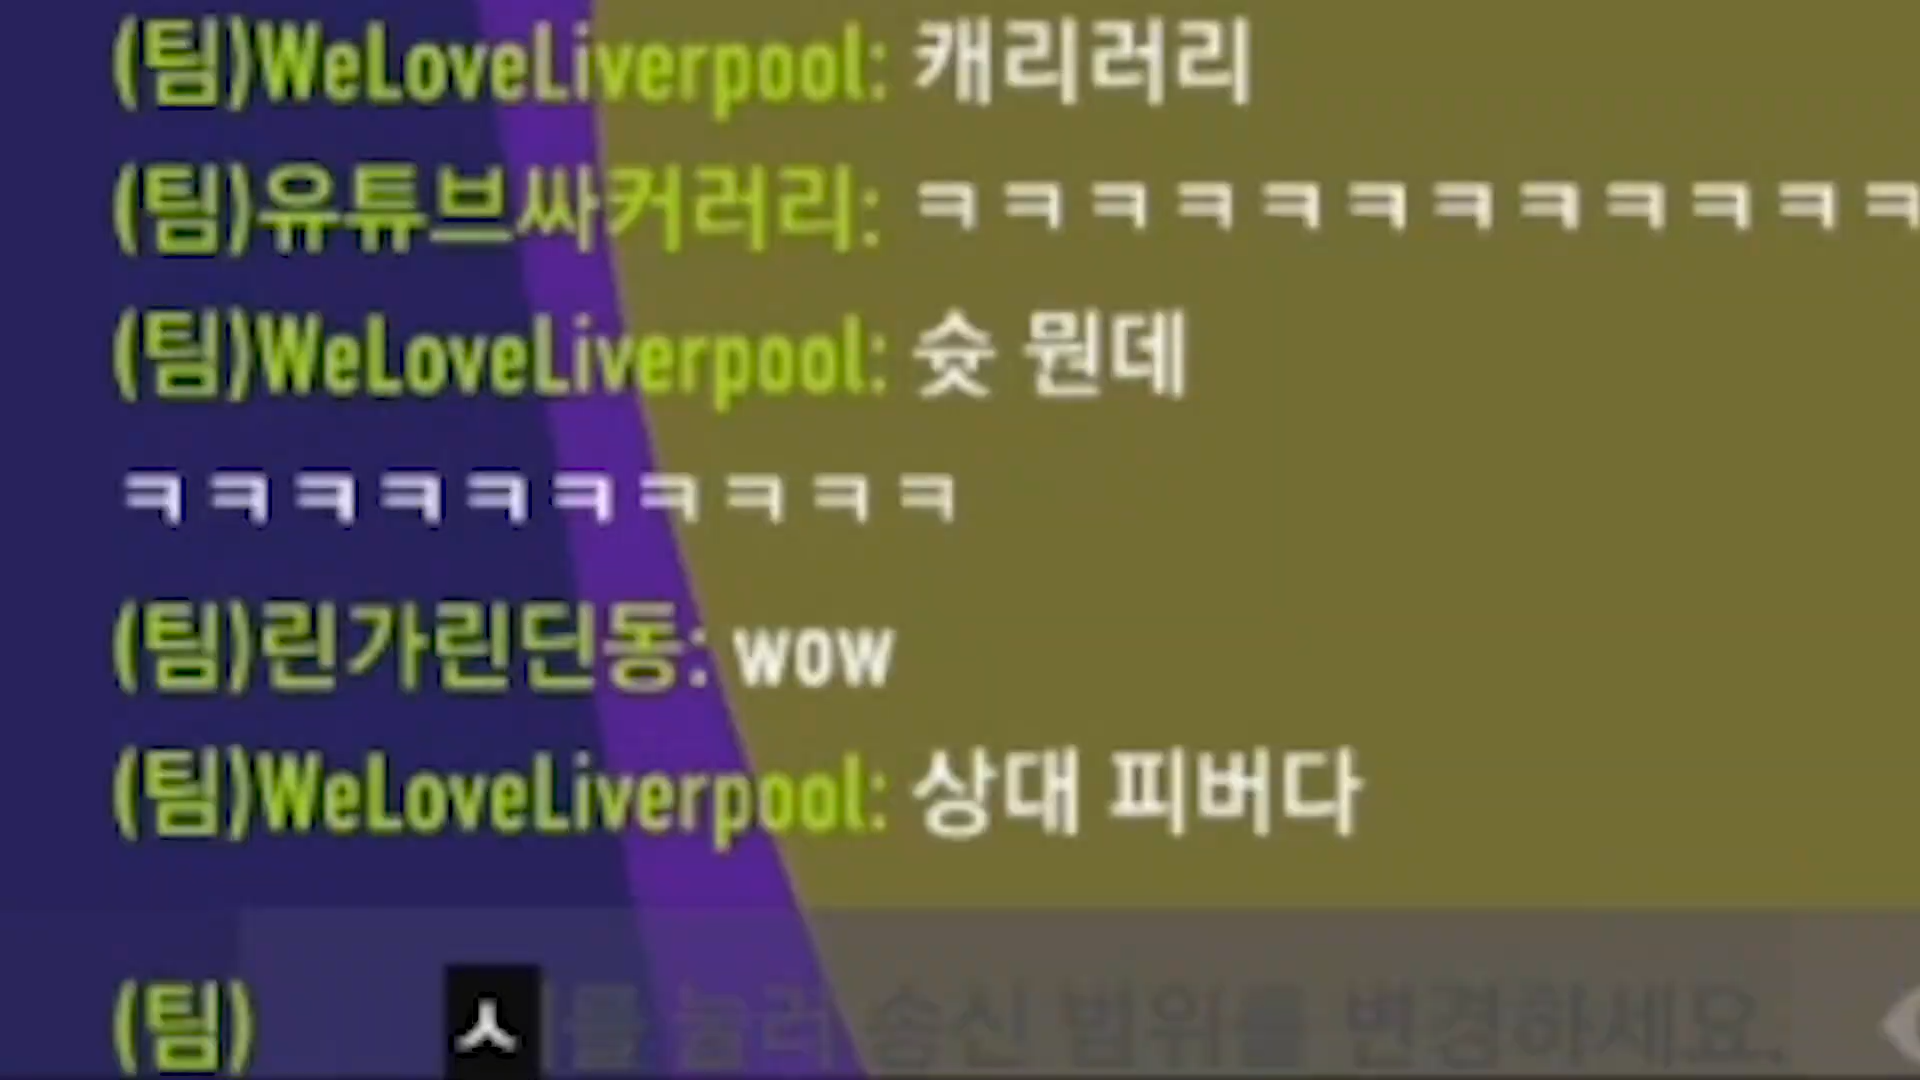 (팀)WeLoveLiverpool: 캐리러리
(팀)유튜브싸커러리: ㅋㅋㅋㅋㅋㅋㅋㅋㅋㅋㅋㅋ
(팀)WeLoveLiverpool: 슛 뭔데
ㅋㅋㅋㅋㅋㅋㅋㅋㅋㅋ
(팀)린가린딘동: wow
(팀)WeLoveLiverpool: 상대 피버다
(팀) ㅅ 를 눌러 송신 범위를 변경하세요.